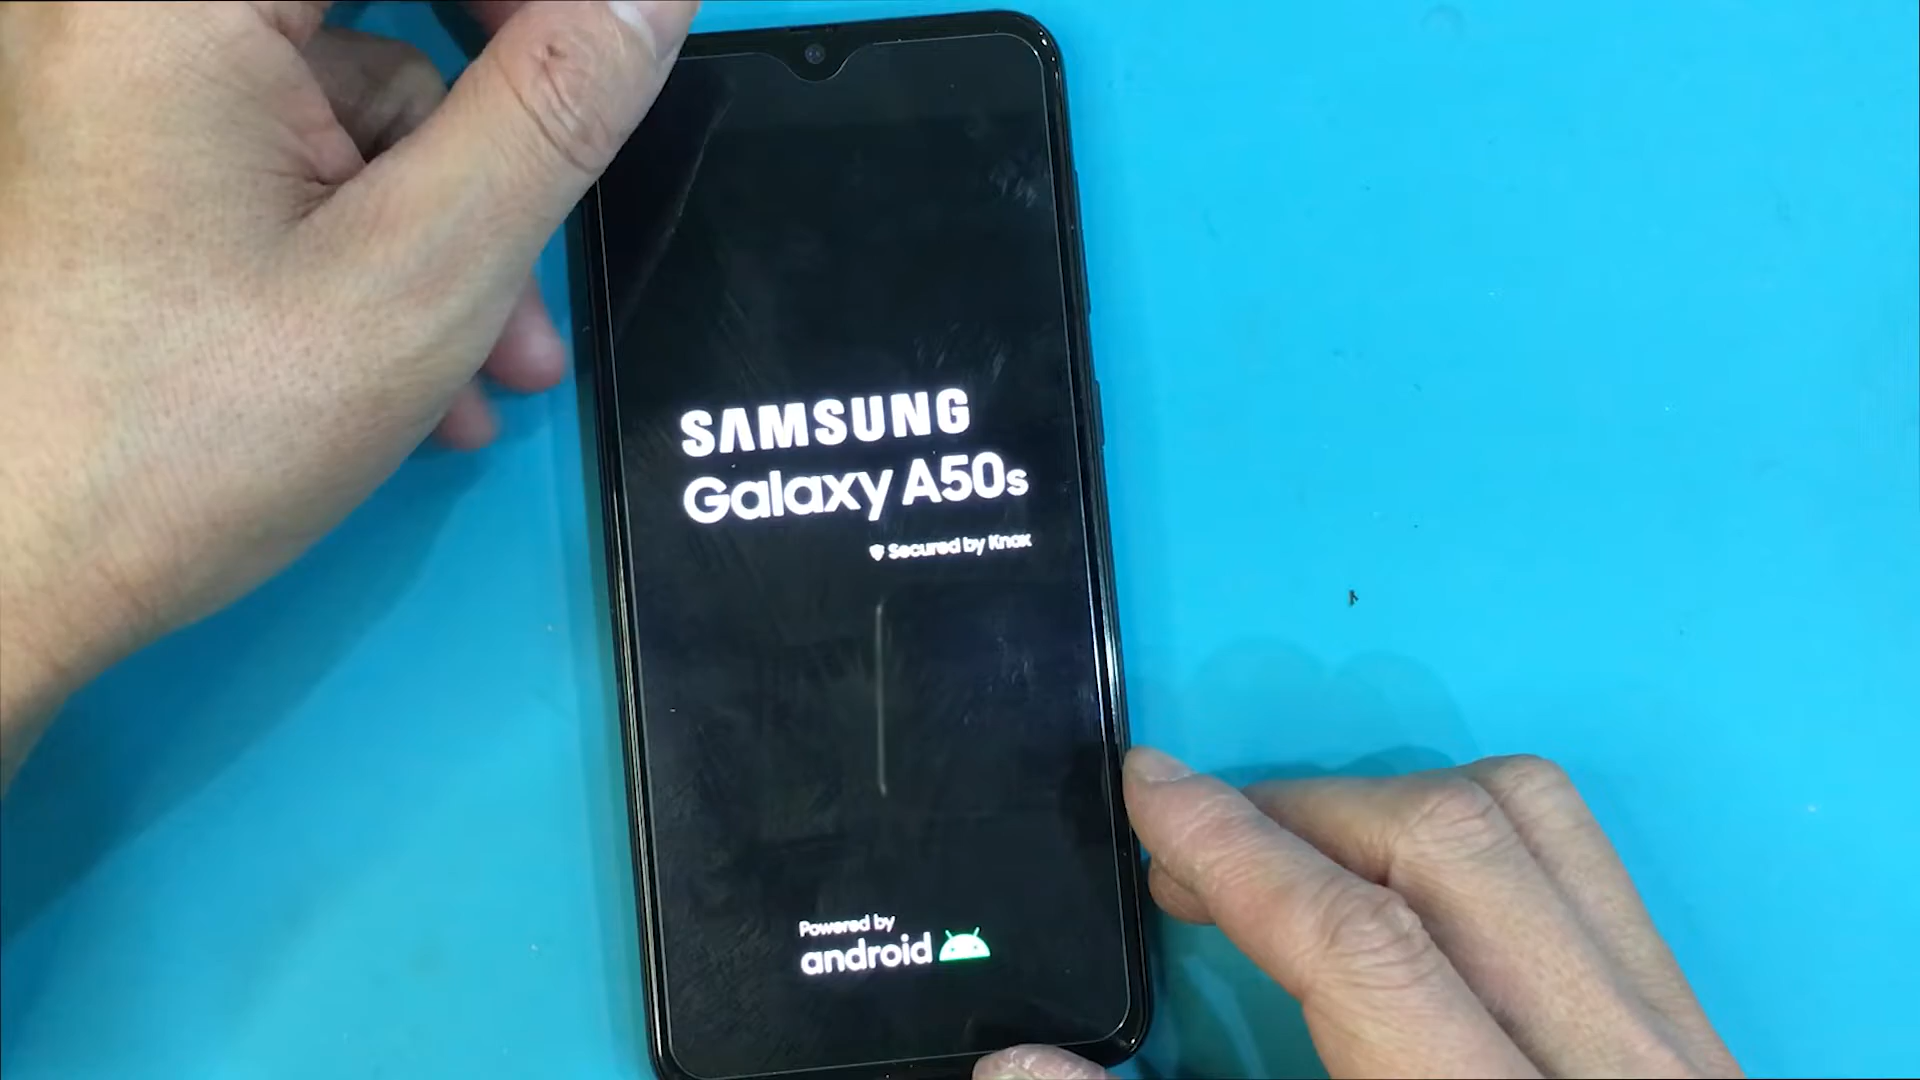 SAMSUNG
Galaxy A50s
Secured by Knox
Powered by
android